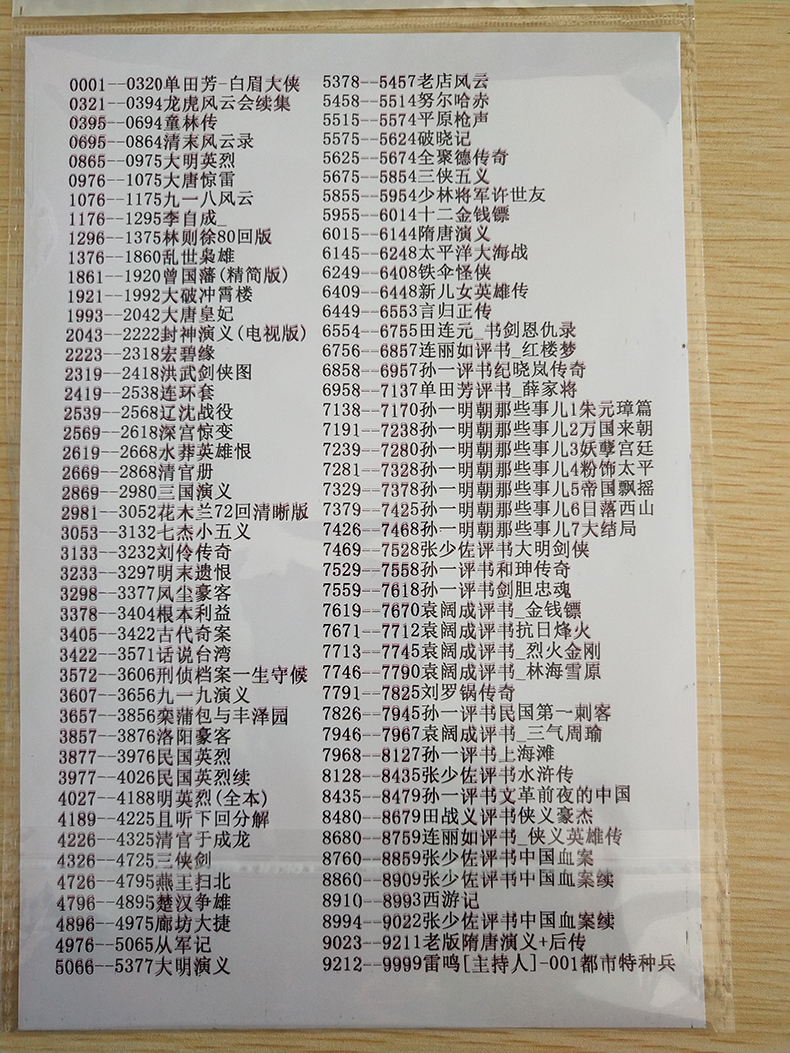 0001--0320单田芳-白眉大侠
0321--0394龙虎风云会续集
0395--0694童林传
0695--0864清末风云录
0865--0975大明英烈
0976--1075大唐惊雷
1076--1175九一八风云
1176--1295李自成_
1296--1375林则徐80回版
1376--1860乱世枭雄
1861--1920曾国藩(精简版)
1921--1992大破冲霄楼
1993--2042大唐皇妃
2043--2222封神演义(电视版)
2223--2318宏碧缘
2319--2418洪武剑侠图
2419--2538连环套
2539--2568辽沈战役
2569--2618深宫惊变
2619--2668水莽英雄恨
2669--2868清官册
2869--2980三国演义
2981--3052花木兰72回清晰版
3053--3132七杰小五义
3133--3232刘伶传奇
3233--3297明末遗恨
3298--3377风尘豪客
3378--3404根本利益
3405--3422古代奇案
3422--3571话说台湾
3572--3606刑侦档案一生守候
3607--3656九一九演义
3657--3856栾蒲包与丰泽园
3857--3876洛阳豪客
3877--3976民国英烈
3977--4026民国英烈续
4027--4188明英烈(全本)
4189--4225且听下回分解
4226--4325清官于成龙
4326--4725三侠剑
4726--4795燕王扫北
4796--4895楚汉争雄
4896--4975廊坊大捷
4976--5065从军记
5066--5377大明演义
5378--5457老店风云
5458--5514努尔哈赤
5515--5574平原枪声
5575--5624破晓记
5625--5674全聚德传奇
5675--5854三侠五义
5855--5954少林将军许世友
5955--6014十二金钱镖
6015--6144隋唐演义
6145--6248太平洋大海战
6249--6408铁伞怪侠
6409--6448新儿女英雄传
6449--6553言归正传
6554--6755田连元_书剑恩仇录
6756--6857连丽如评书_红楼梦
6858--6957孙一评书纪晓岚传奇
6958--7137单田芳评书_薛家将
7138--7170孙一明朝那些事儿1朱元璋篇
7191--7238孙一明朝那些事儿2万国来朝
7239--7280孙一明朝那些事儿3妖孽宫廷
7281--7328孙一明朝那些事儿4粉饰太平
7329--7378孙一明朝那些事儿5帝国飘摇
7379--7425孙一明朝那些事儿6日落西山
7426--7468孙一明朝那些事儿7大结局
7469--7528张少佐评书大明剑侠
7529--7558孙一评书和珅传奇
7559--7618孙一评书剑胆忠魂
7619--7670袁阔成评书_金钱镖
7671--7712袁阔成评书抗日烽火
7713--7745袁阔成评书_烈火金刚
7746--7790袁阔成评书_林海雪原
7791--7825刘罗锅传奇
7826--7945孙一评书民国第一刺客
7946--7967袁阔成评书_三气周瑜
7968--8127孙一评书上海滩
8128--8435张少佐评书水浒传
8435--8479孙一评书文革前夜的中国
8480--8679田战义评书侠义豪杰
8680--8759连丽如评书_侠义英雄传
8760--8859张少佐评书中国血案
8860--8909张少佐评书中国血案续
8910--8993西游记
8994--9022张少佐评书中国血案续
9023--9211老版隋唐演义+后传
9212--9999雷鸣[主持人]-001都市特种兵